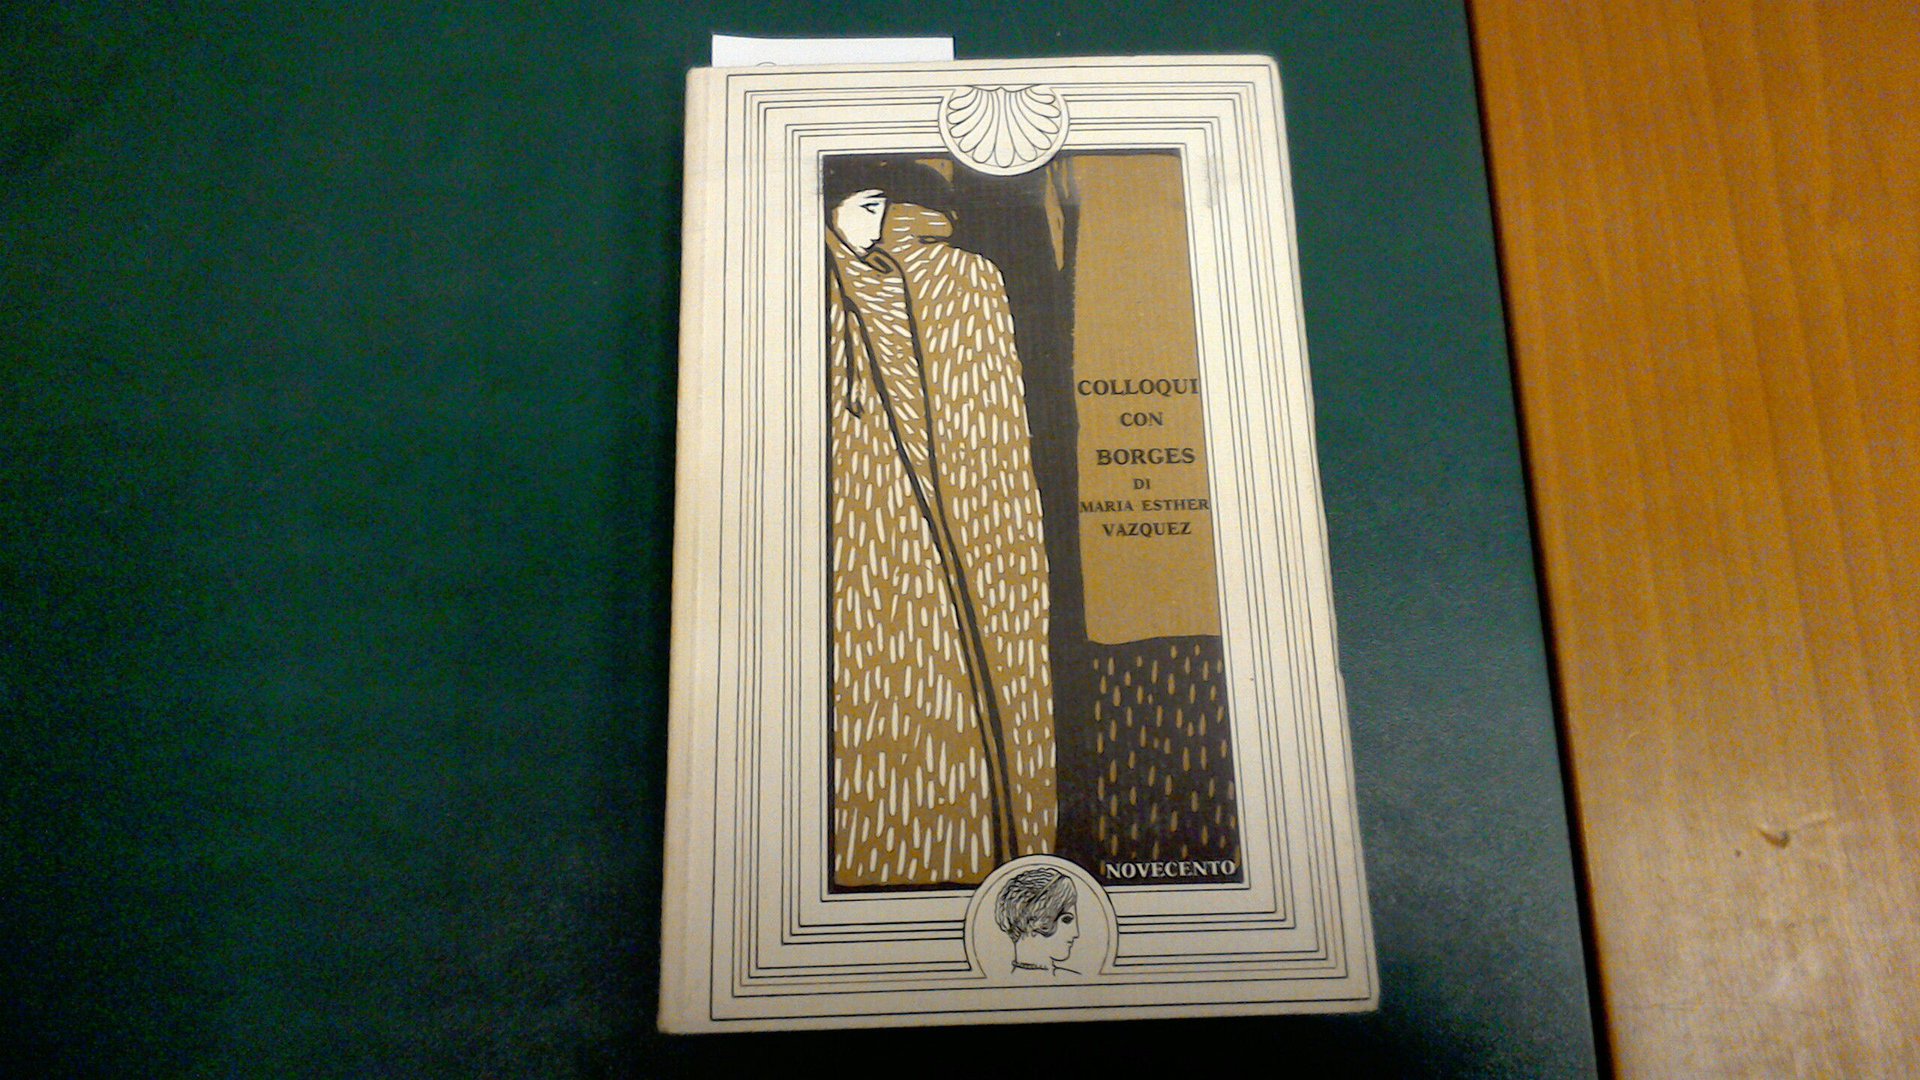 COLLOQUI
CON
BORGES
DI
MARIA ESTHER
VAZQUEZ
NOVECENTO